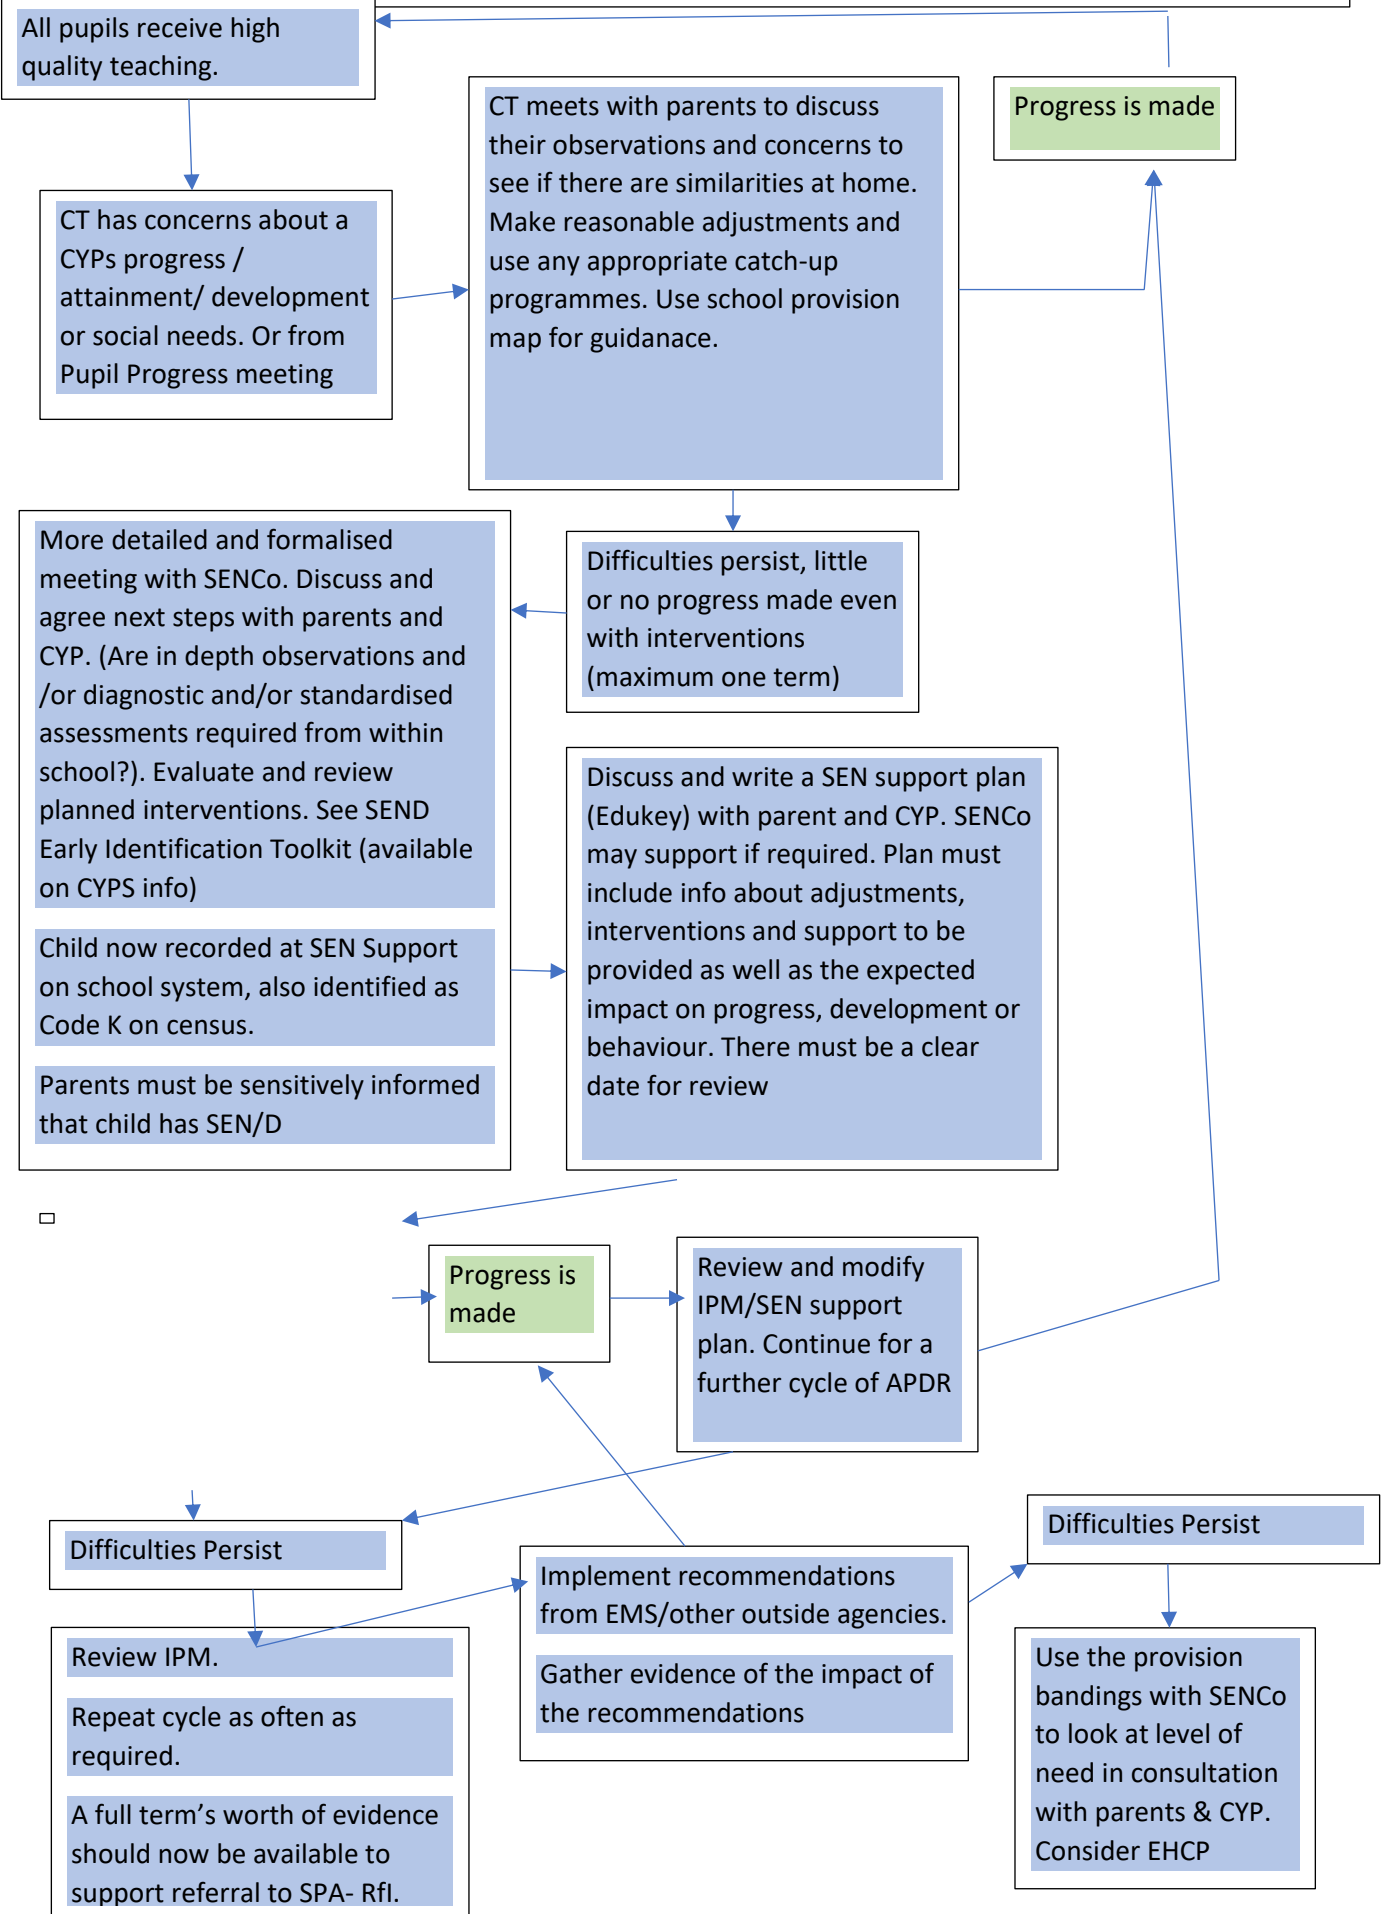 All pupils receive high
quality teaching.
CT has concerns about a
CYPs progress /
attainment/ development
or social needs. Or from
Pupil Progress meeting
CT meets with parents to discuss
their observations and concerns to
see if there are similarities at home.
Make reasonable adjustments and
use any appropriate catch-up
programmes. Use school provision
map for guidanace.
Progress is made
Difficulties persist, little
or no progress made even
with interventions
(maximum one term)
More detailed and formalised
meeting with SENCo. Discuss and
agree next steps with parents and
CYP. (Are in depth observations and
/or diagnostic and/or standardised
assessments required from within
school?). Evaluate and review
planned interventions. See SEND
Early Identification Toolkit (available
on CYPS info)
Child now recorded at SEN Support
on school system, also identified as
Code K on census.
Parents must be sensitively informed
that child has SEN/D
Discuss and write a SEN support plan
(Edukey) with parent and CYP. SENCo
may support if required. Plan must
include info about adjustments,
interventions and support to be
provided as well as the expected
impact on progress, development or
behaviour. There must be a clear
date for review
Progress is
made
Review and modify
IPM/SEN support
plan. Continue for a
further cycle of APDR
Difficulties Persist
Review IPM.
Repeat cycle as often as
required.
A full term’s worth of evidence
should now be available to
support referral to SPA- RfI.
Implement recommendations
from EMS/other outside agencies.
Gather evidence of the impact of
the recommendations
Difficulties Persist
Use the provision
bandings with SENCo
to look at level of
need in consultation
with parents & CYP.
Consider EHCP